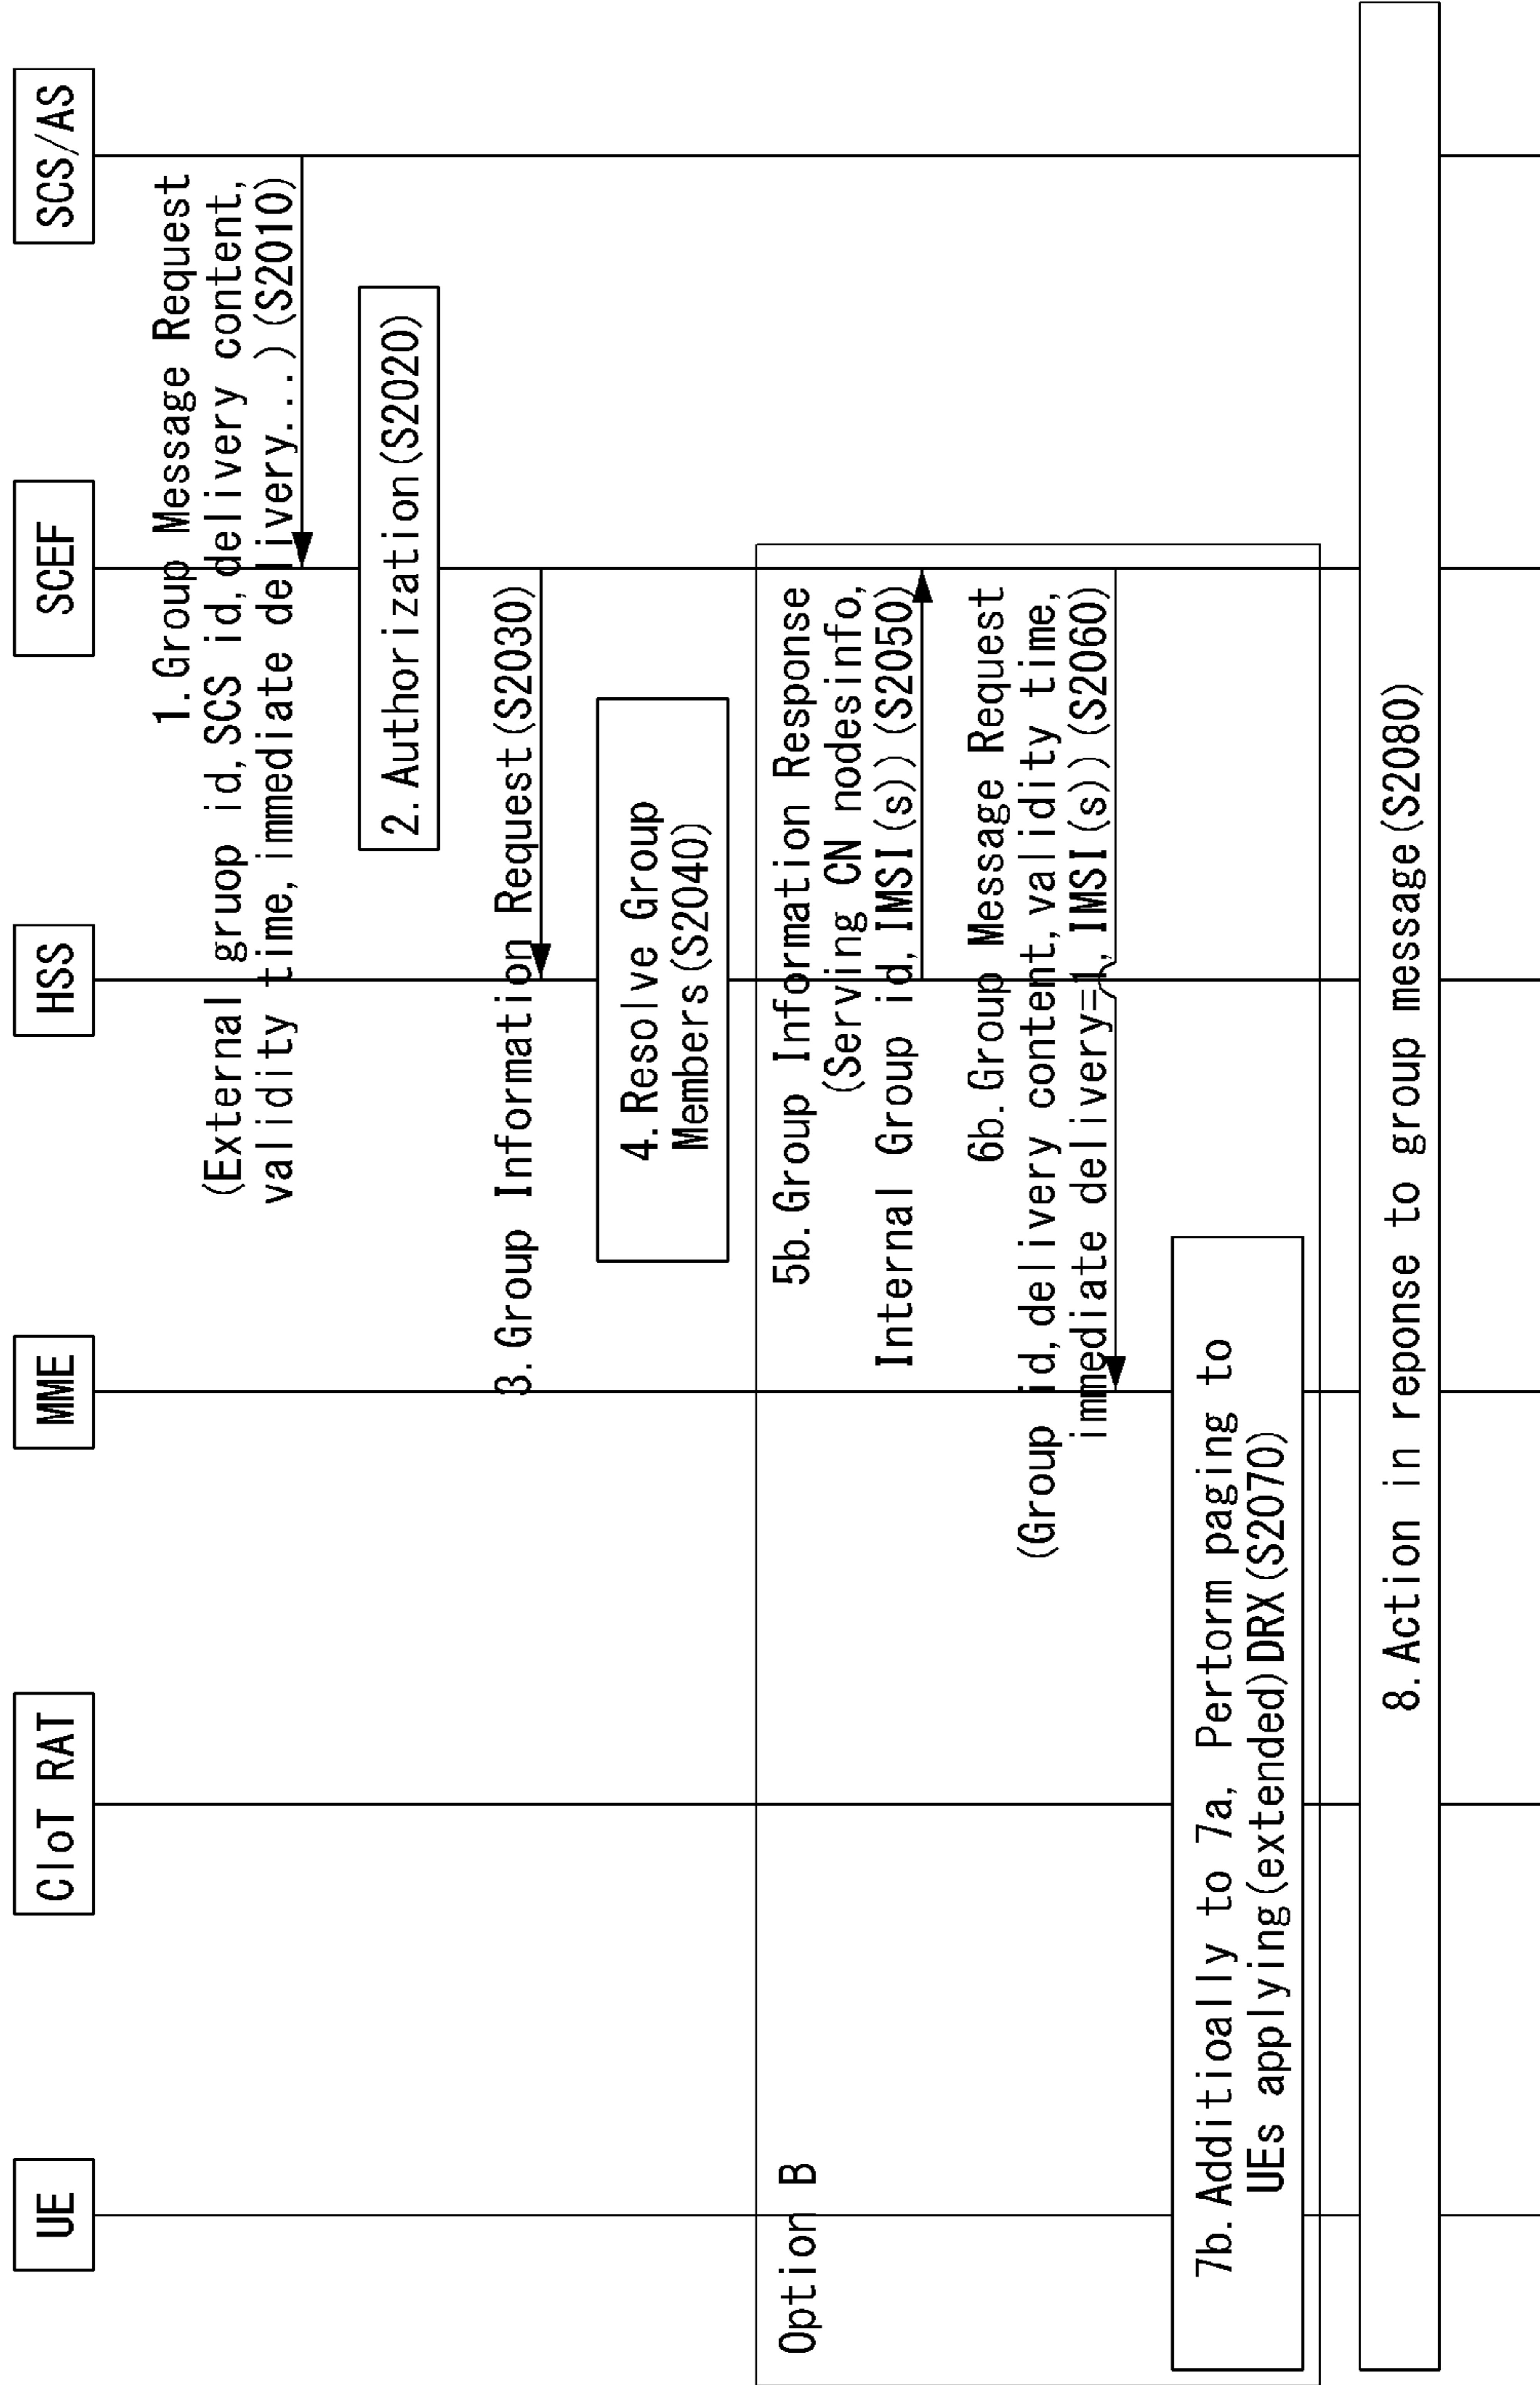 UE
CIoT RAT
MME
HSS
SCEF
SCS/AS
1.Group Message Request
(External gruop id,SCS id,delivery content,
validity time,immediate delivery...)(S2010)
2.Authorization(S2020)
3.Group Information Request(S2030)
4.Resolve Group
Members(S2040)
Option B
5b.Group Information Response
(Serving CN nodesinfo,
Internal Group id,IMSI(s))(S2050)
6b.Group Message Request
(Group id,delivery content,validity time,
immediate delivery=1,IMSI(s))(S2060)
7b.Additioally to 7a, Pertorm paging to
UEs applying(extended)DRX(S2070)
8.Action in reponse to group message(S2080)